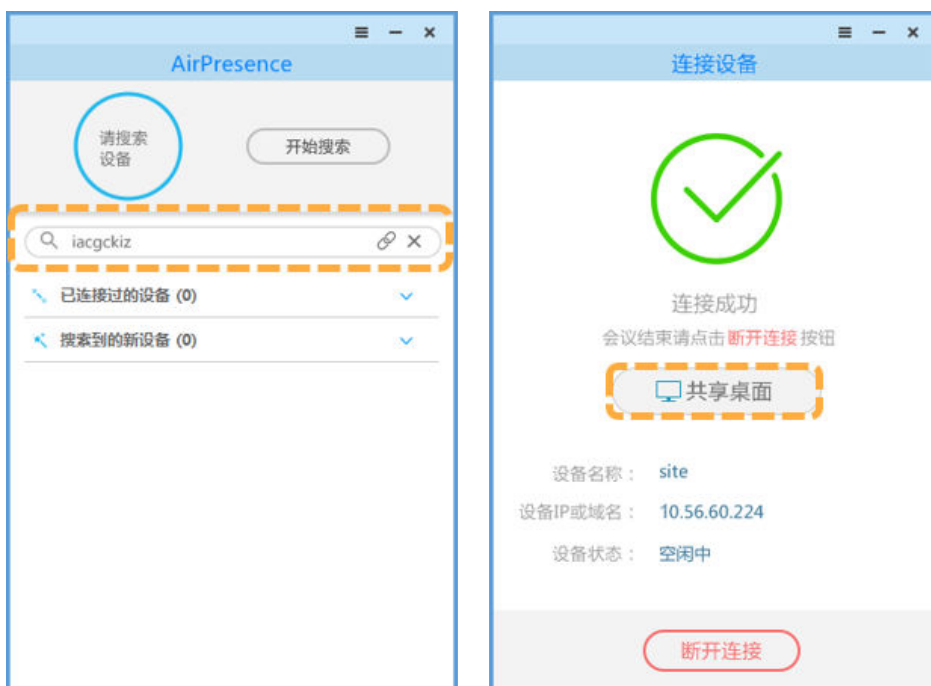 AirPresence
请搜索
设备
开始搜索
iacgckiz
已连接过的设备 (0)
搜索到的新设备 (0)
连接设备
连接成功
会议结束请点击 断开连接 按钮
共享桌面
设备名称： site
设备IP或域名： 10.56.60.224
设备状态： 空闲中
断开连接